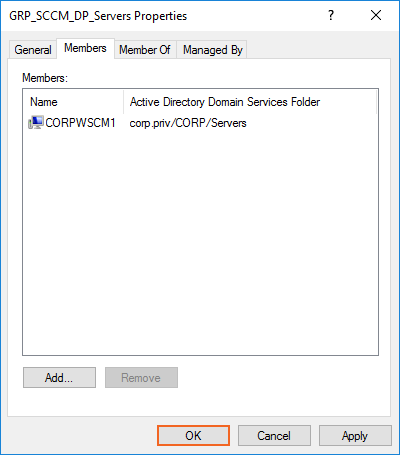 GRP_SCCM_DP_Servers Properties ? ×
General Members Member Of Managed By
Members:
Name Active Directory Domain Services Folder
CORPWSCM1 corp.priv/CORP/Servers
Add... Remove
OK Cancel Apply